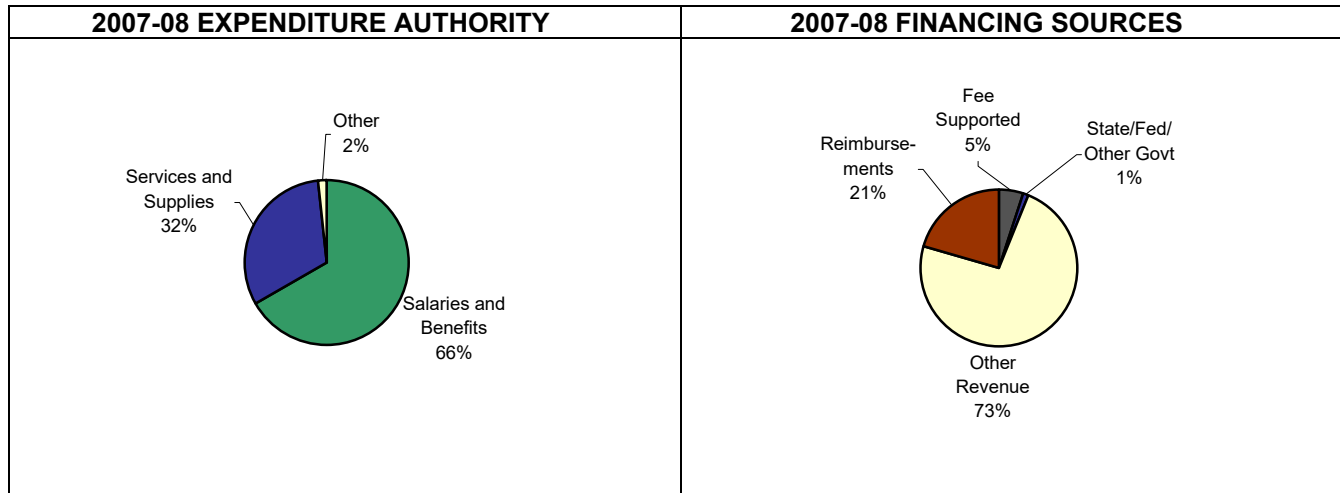 2007-08 EXPENDITURE AUTHORITY
Other
2%
Services and
Supplies
32%
Salaries and
Benefits
66%
2007-08 FINANCING SOURCES
Fee
Supported
5%
State/Fed/
Other Govt
1%
Reimburse-
ments
21%
Other
Revenue
73%